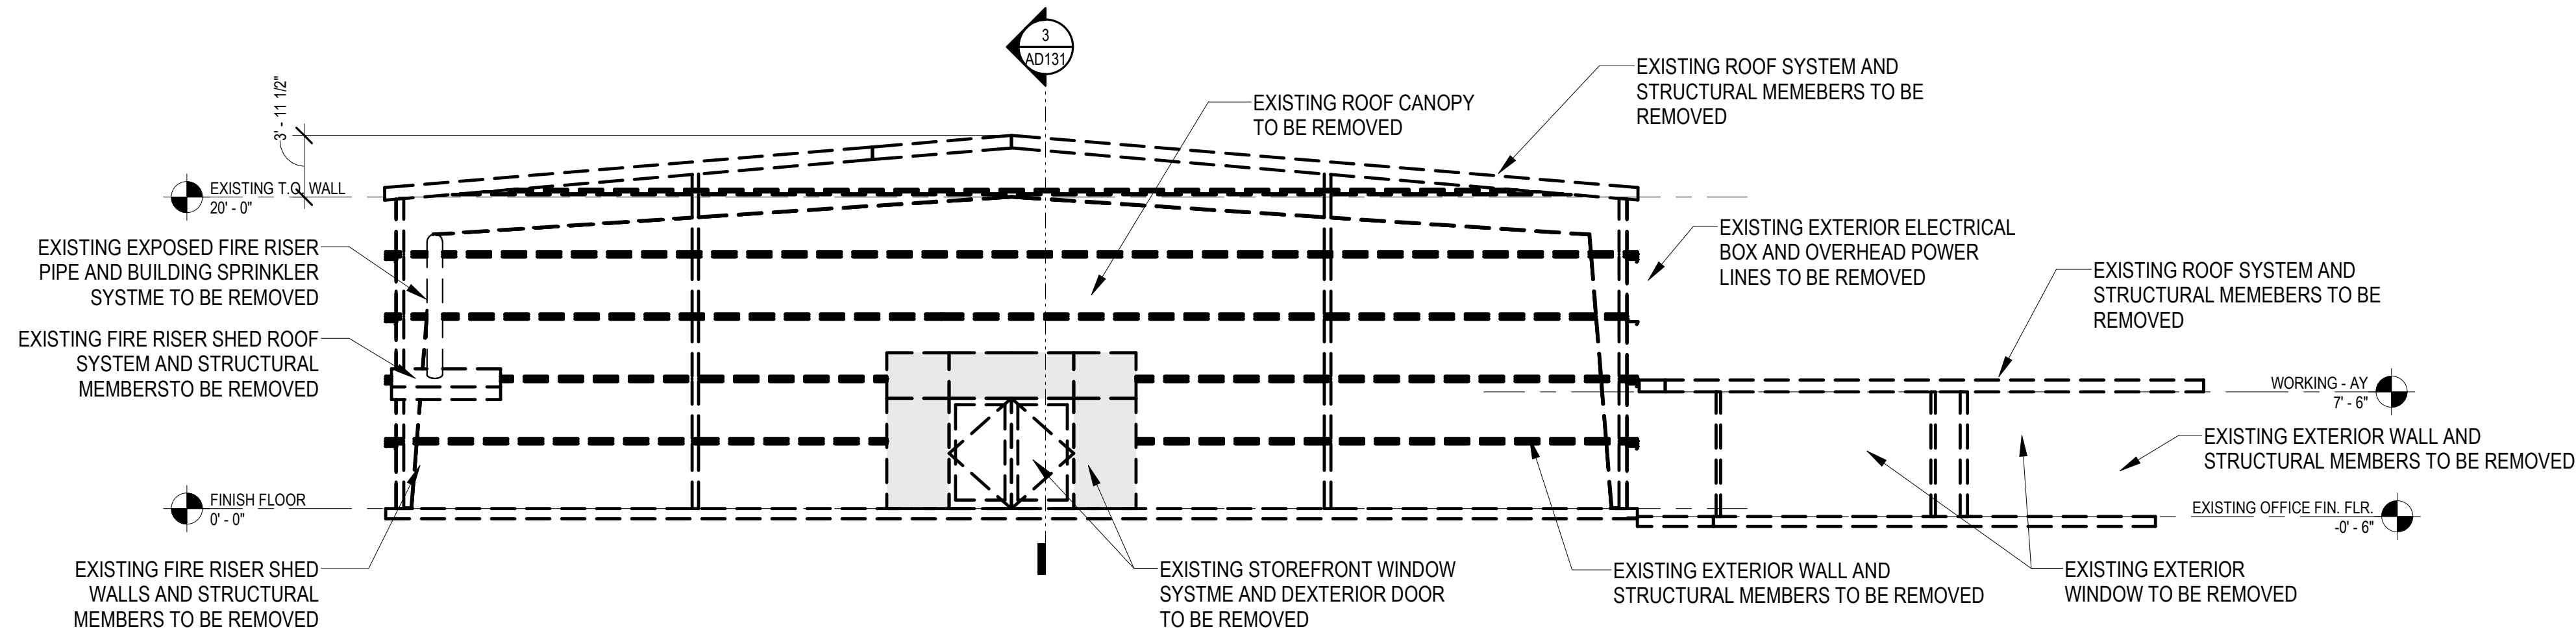 3
AD131
3' - 11 1/2"
EXISTING ROOF SYSTEM AND
STRUCTURAL MEMEBERS TO BE
REMOVED
EXISTING ROOF CANOPY
TO BE REMOVED
EXISTING T.O. WALL
20' - 0"
EXISTING EXPOSED FIRE RISER
PIPE AND BUILDING SPRINKLER
SYSTME TO BE REMOVED
EXISTING EXTERIOR ELECTRICAL
BOX AND OVERHEAD POWER
LINES TO BE REMOVED
EXISTING ROOF SYSTEM AND
STRUCTURAL MEMEBERS TO BE
REMOVED
EXISTING FIRE RISER SHED ROOF
SYSTEM AND STRUCTURAL
MEMBERSTO BE REMOVED
WORKING - AY
7' - 6"
EXISTING EXTERIOR WALL AND
STRUCTURAL MEMBERS TO BE REMOVED
FINISH FLOOR
0' - 0"
EXISTING OFFICE FIN. FLR.
-0' - 6"
EXISTING FIRE RISER SHED
WALLS AND STRUCTURAL
MEMBERS TO BE REMOVED
EXISTING STOREFRONT WINDOW
SYSTME AND DEXTERIOR DOOR
TO BE REMOVED
EXISTING EXTERIOR WALL AND
STRUCTURAL MEMBERS TO BE REMOVED
EXISTING EXTERIOR
WINDOW TO BE REMOVED